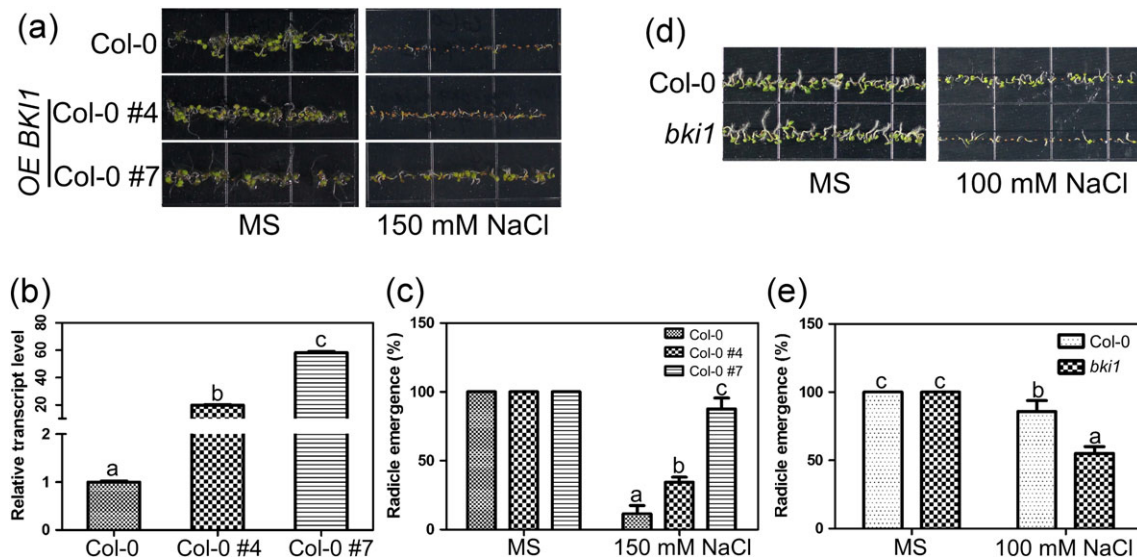 (a)
Col-0
OE BKI1
Col-0 #4
Col-0 #7
MS
150 mM NaCl
(d)
Col-0
bki1
MS
100 mM NaCl
(b)
Relative transcript level
80
60
40
20
2
1
0
a
b
c
Col-0
Col-0 #4
Col-0 #7
(c)
Radicle emergence (%)
150
100
50
0
Col-0
Col-0 #4
Col-0 #7
a
b
c
MS
150 mM NaCl
(e)
Radicle emergence (%)
150
100
50
0
Col-0
bki1
c
c
b
a
MS
100 mM NaCl